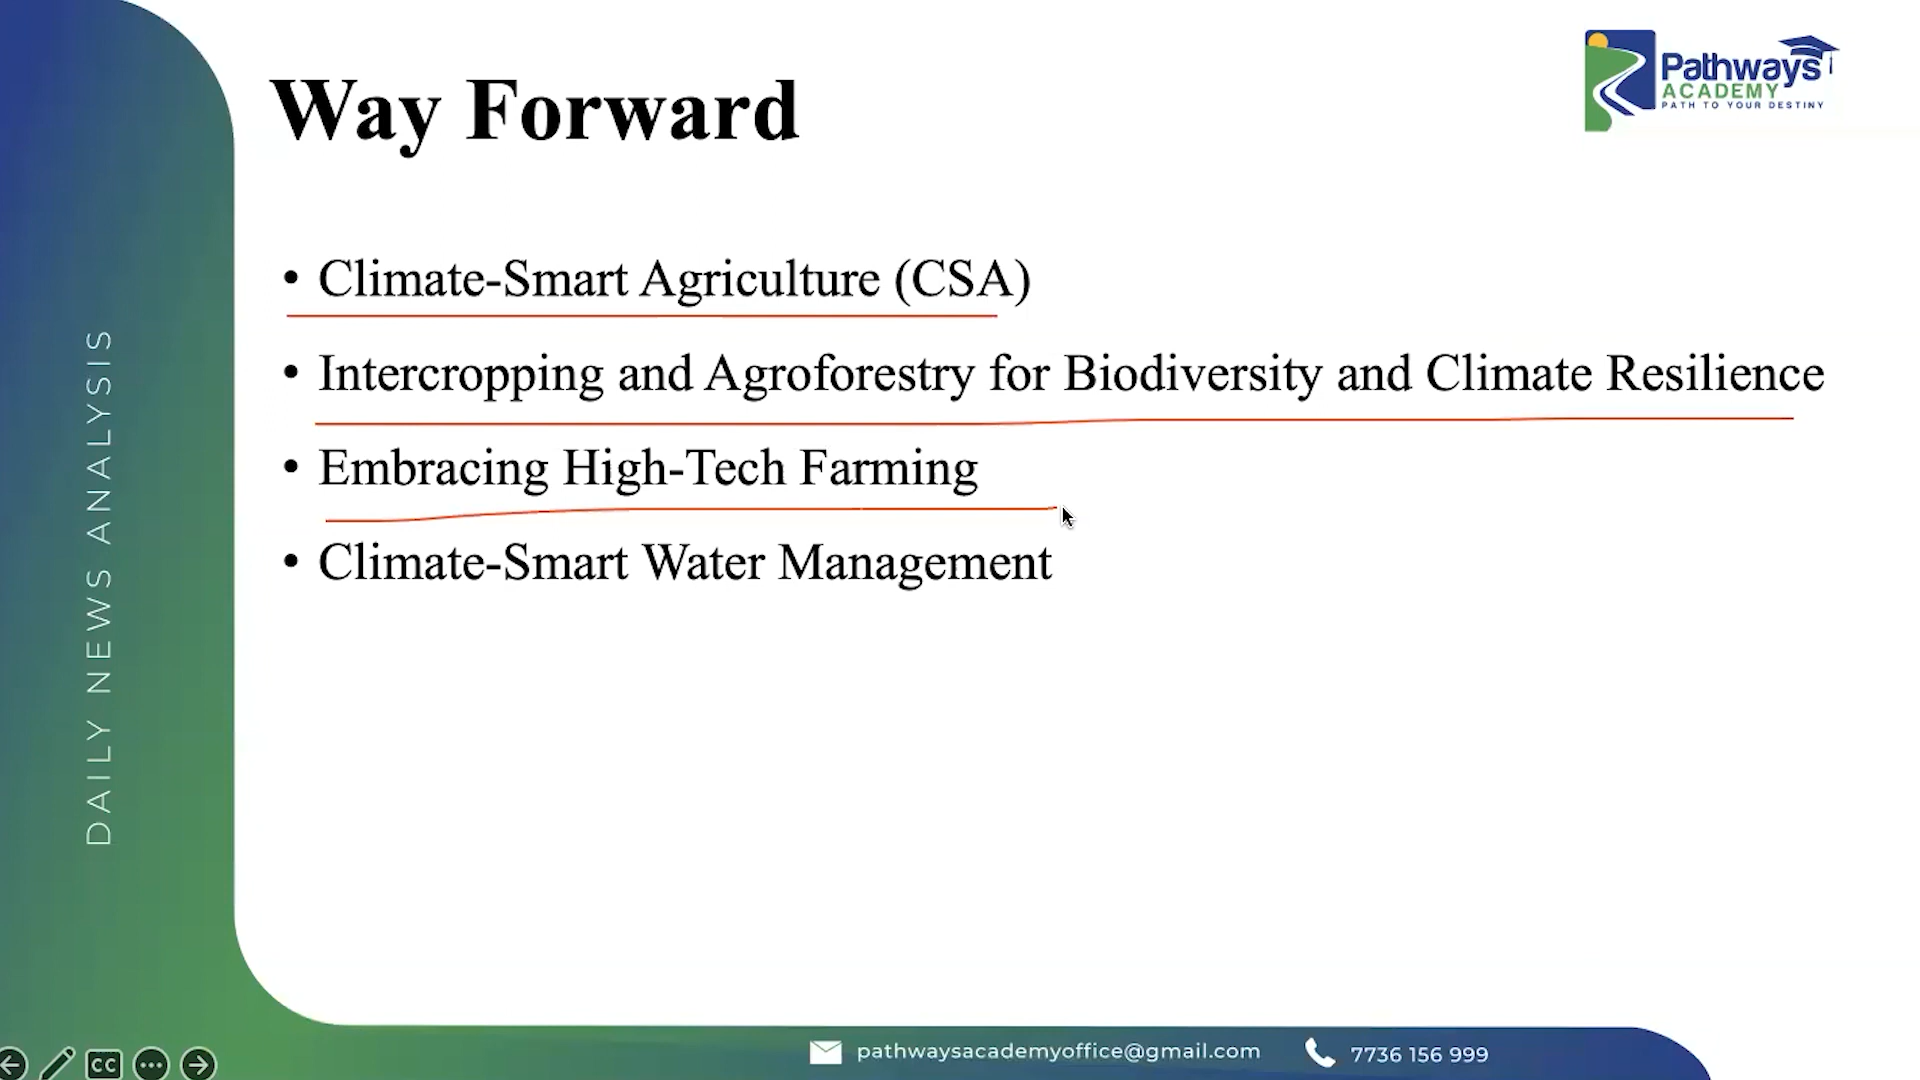 Way Forward
Pathways
ACADEMY
PATH TO YOUR DESTINY
• Climate-Smart Agriculture (CSA)
• Intercropping and Agroforestry for Biodiversity and Climate Resilience
• Embracing High-Tech Farming
• Climate-Smart Water Management
DAILY NEWS ANALYSIS
CC
pathwaysacademyoffice@gmail.com
7736 156 999